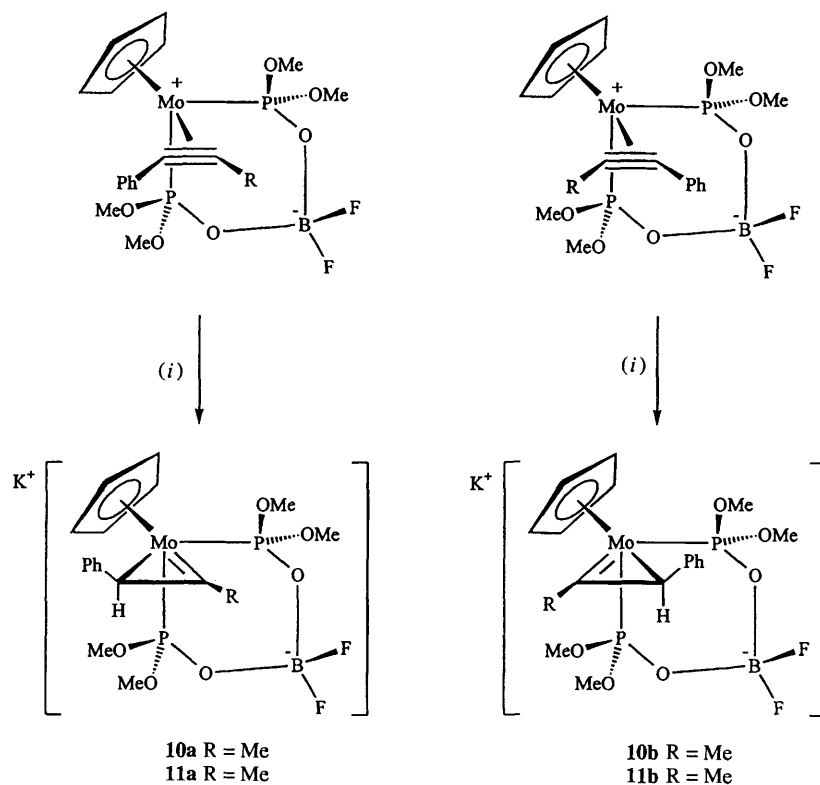 +
Mo
P
OMe
OMe
O
Ph
R
P
MeO
MeO
O
-
B
F
F
+
Mo
P
OMe
OMe
O
R
Ph
P
MeO
MeO
O
-
B
F
F
(i)
(i)
K+
Mo
P
OMe
OMe
O
Ph
H
R
P
MeO
MeO
O
-
B
F
F
K+
Mo
P
OMe
OMe
O
R
Ph
H
P
MeO
MeO
O
-
B
F
F
10a R = Me
11a R = Me
10b R = Me
11b R = Me